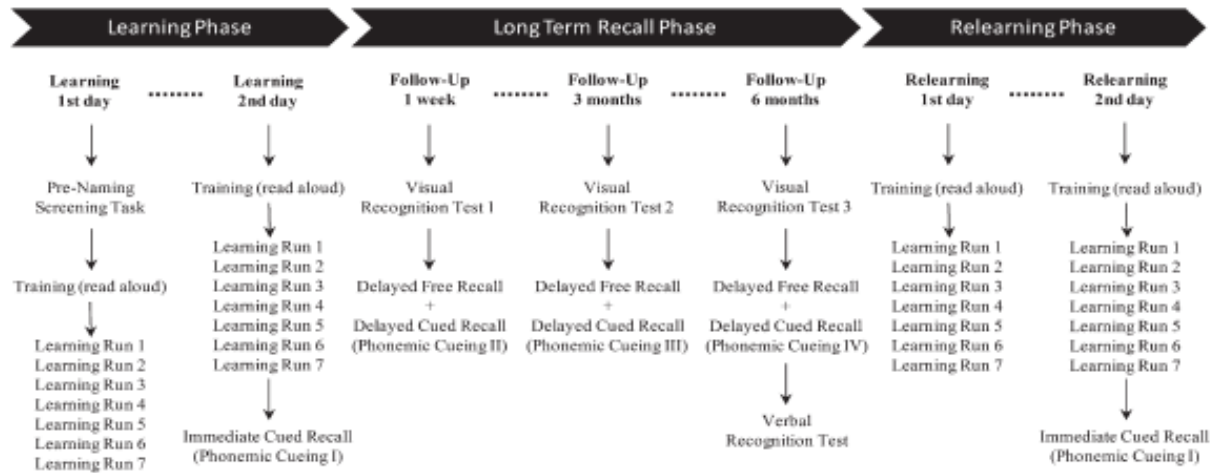 Learning Phase
Long Term Recall Phase
Relearning Phase
Learning
1st day
Learning
2nd day
Follow-Up
1 week
Follow-Up
3 months
Follow-Up
6 months
Relearning
1st day
Relearning
2nd day
Pre-Naming
Screening Task
Training (read aloud)
Learning Run 1
Learning Run 2
Learning Run 3
Learning Run 4
Learning Run 5
Learning Run 6
Learning Run 7
Training (read aloud)
Learning Run 1
Learning Run 2
Learning Run 3
Learning Run 4
Learning Run 5
Learning Run 6
Learning Run 7
Immediate Cued Recall
(Phonemic Cueing I)
Visual
Recognition Test 1
Delayed Free Recall
+
Delayed Cued Recall
(Phonemic Cueing II)
Visual
Recognition Test 2
Delayed Free Recall
+
Delayed Cued Recall
(Phonemic Cueing III)
Visual
Recognition Test 3
Delayed Free Recall
+
Delayed Cued Recall
(Phonemic Cueing IV)
Verbal
Recognition Test
Training (read aloud)
Learning Run 1
Learning Run 2
Learning Run 3
Learning Run 4
Learning Run 5
Learning Run 6
Learning Run 7
Training (read aloud)
Learning Run 1
Learning Run 2
Learning Run 3
Learning Run 4
Learning Run 5
Learning Run 6
Learning Run 7
Immediate Cued Recall
(Phonemic Cueing I)